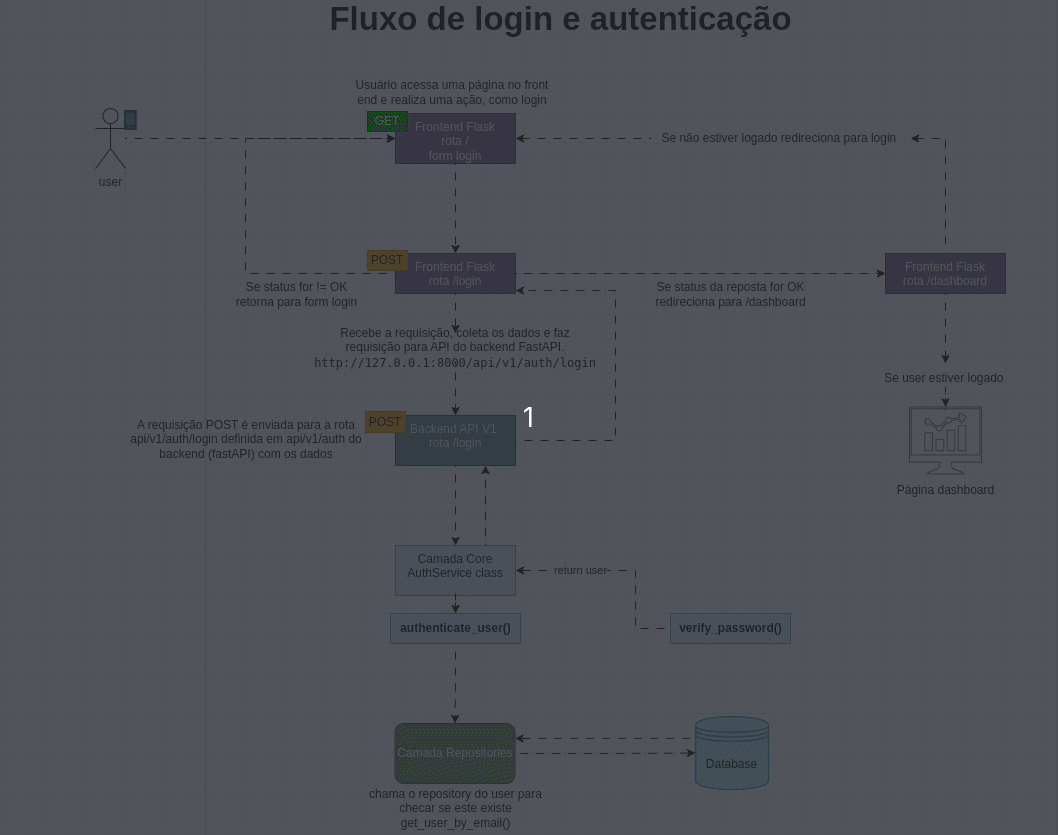 Fluxo de login e autenticação
Usuário acessa uma página no front
end e realiza uma ação, como login
GET
Frontend Flask
rota /
form login
Se não estiver logado redireciona para login
user
POST
Frontend Flask
rota /login
Frontend Flask
rota /dashboard
Se status for != OK
retorna para form login
Se status da reposta for OK
redireciona para /dashboard
Recebe a requisição, coleta os dados e faz
requisição para API do backend FastAPI.
http://127.0.0.1:8000/api/v1/auth/login
Se user estiver logado
1
POST
Backend API V1
rota /login
A requisição POST é enviada para a rota
api/v1/auth/login definida em api/v1/auth do
backend (fastAPI) com os dados
Página dashboard
Camada Core
AuthService class
return user
authenticate_user()
verify_password()
Camada Repositories
Database
chama o repository do user para
checar se este existe
get_user_by_email()